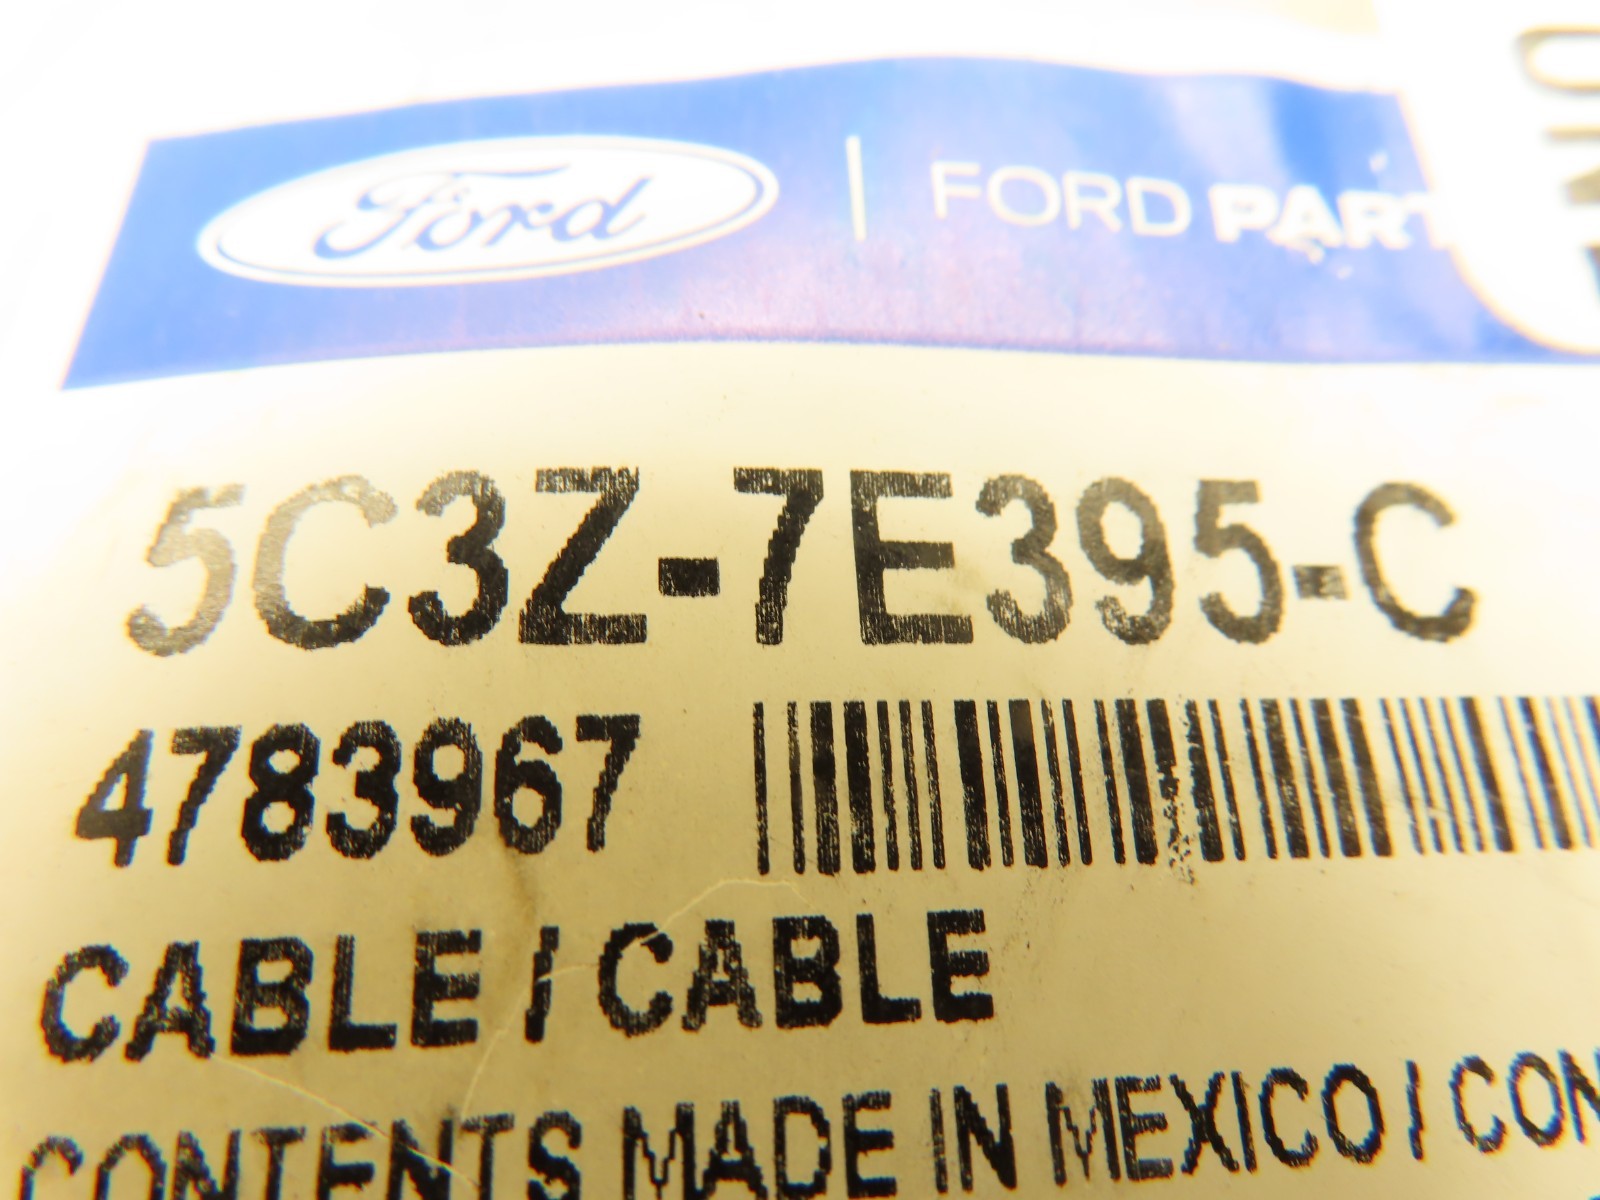 Ford | FORD PART
5C3Z-7E395-C
4783967
CABLE / CABLE
CONTENTS MADE IN MEXICO / CON